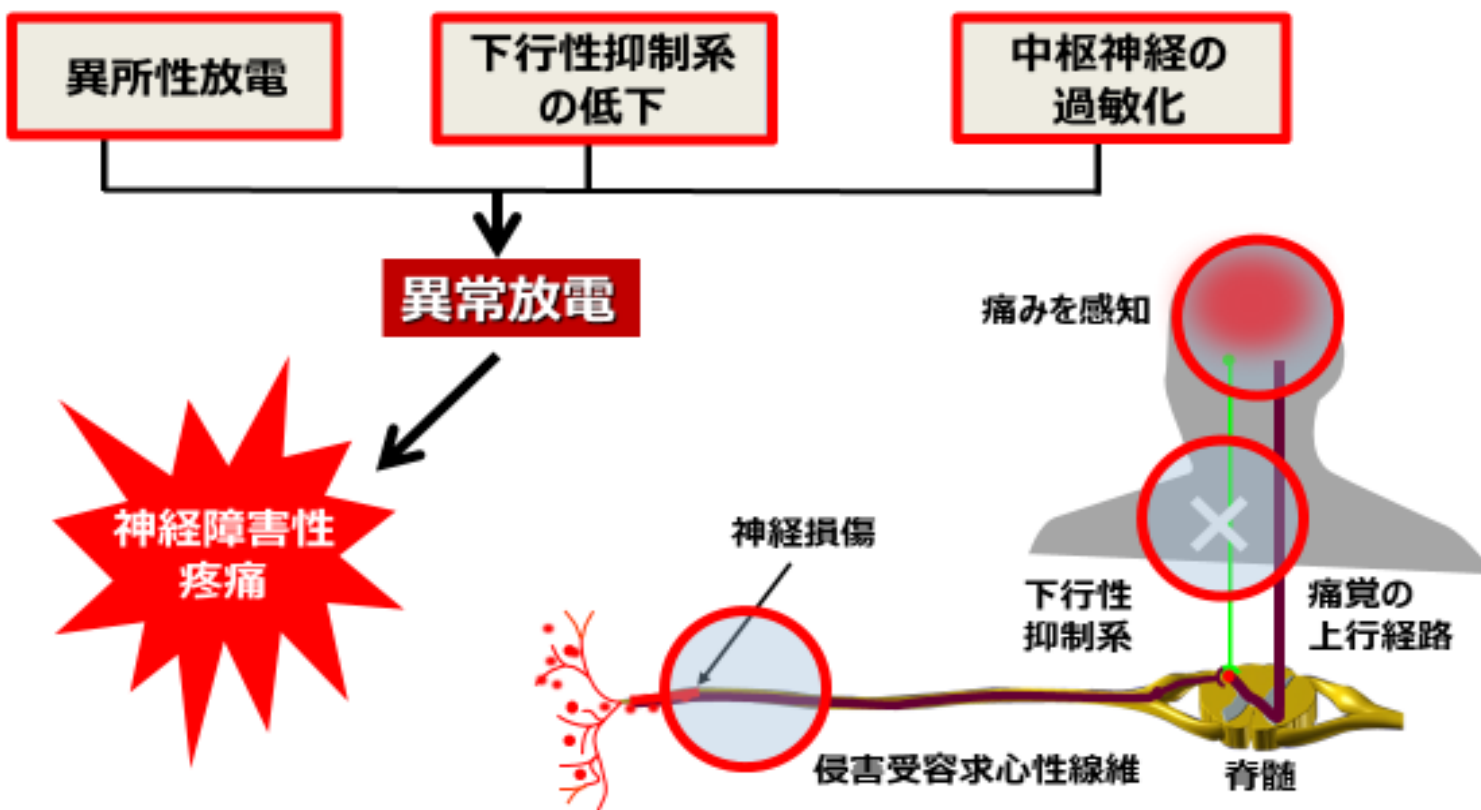 異所性放電
下行性抑制系
の低下
中枢神経の
過敏化
異常放電
痛みを感知
神経障害性
疼痛
神経損傷
下行性
抑制系
痛覚の
上行経路
侵害受容求心性線維
脊髄